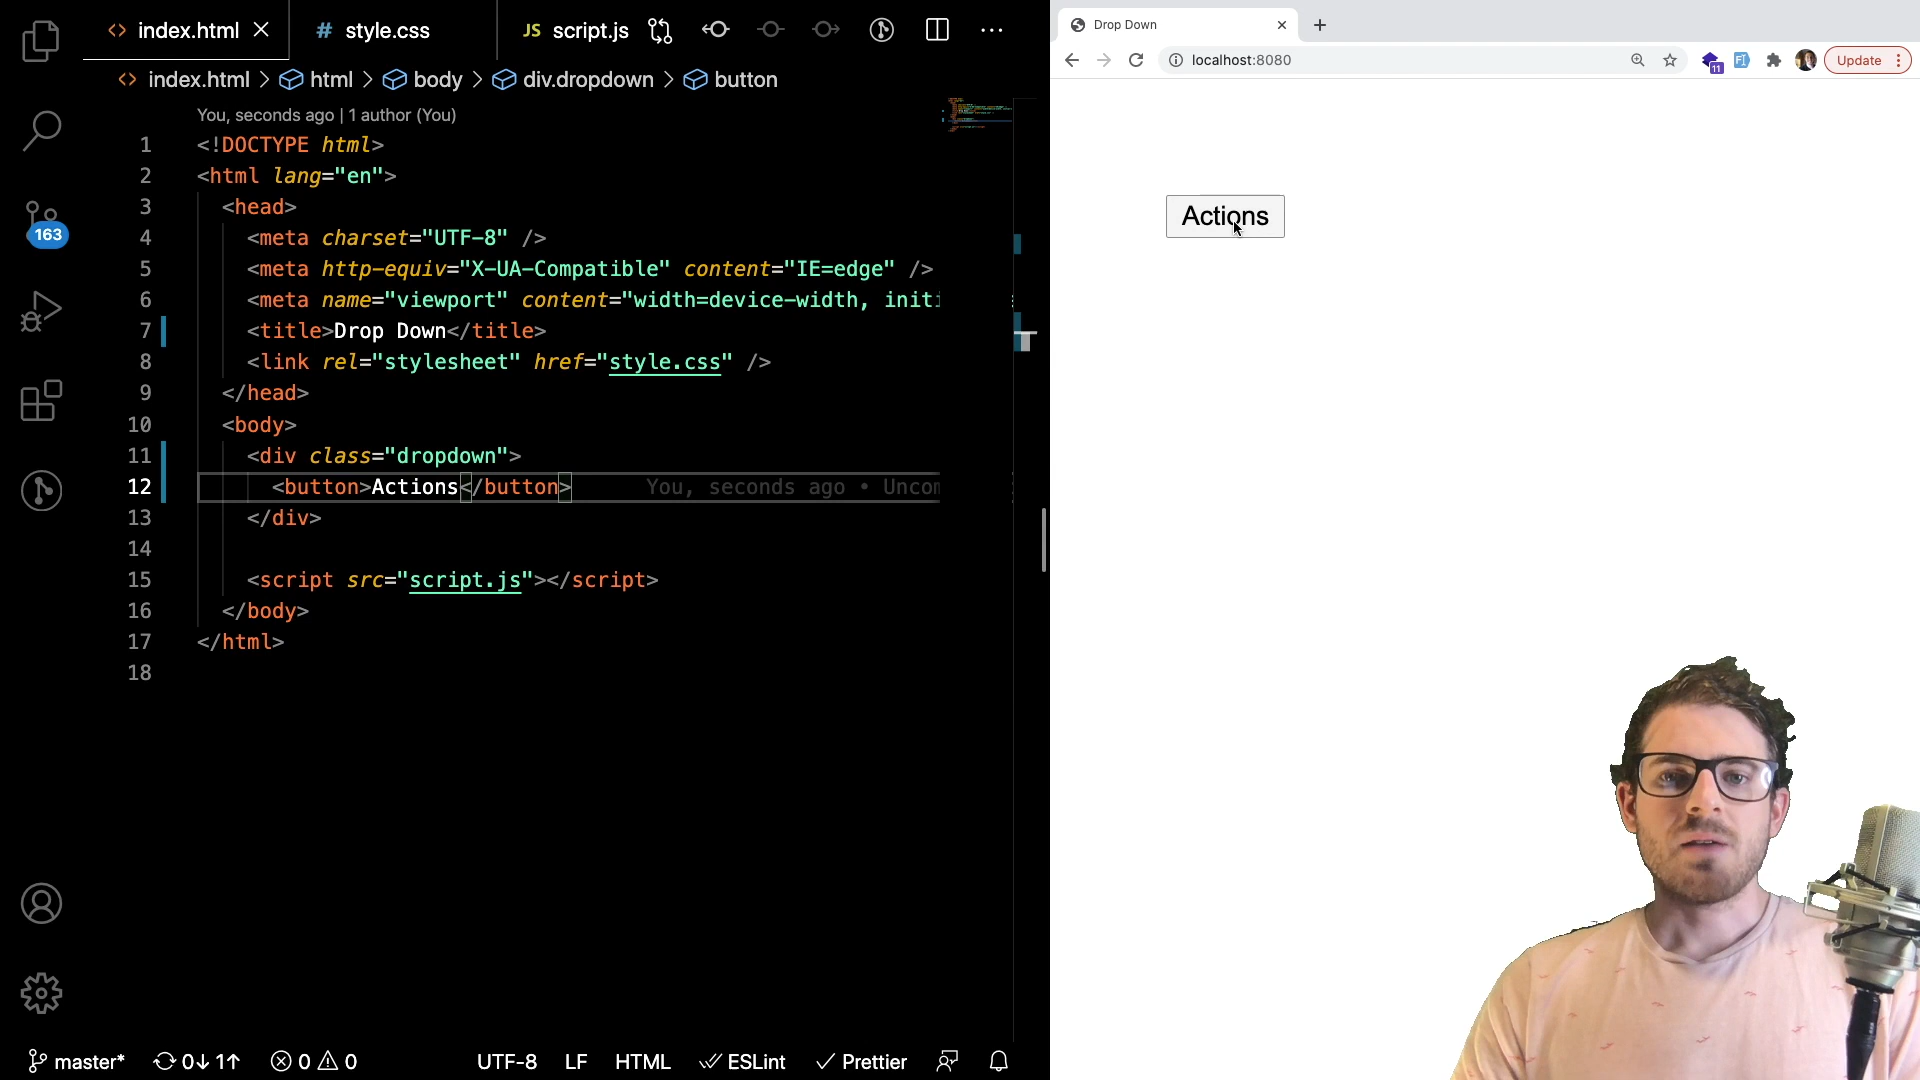 index.html
style.css
JS script.js
index.html > html > body > div.dropdown > button
You, seconds ago | 1 author (You)
1 <!DOCTYPE html>
2 <html lang="en">
3 <head>
4 <meta charset="UTF-8" />
5 <meta http-equiv="X-UA-Compatible" content="IE=edge" />
6 <meta name="viewport" content="width=device-width, initi
7 <title>Drop Down</title>
8 <link rel="stylesheet" href="style.css" />
9 </head>
10 <body>
11 <div class="dropdown">
12 <button>Actions</button> You, seconds ago • Uncom
13 </div>
14
15 <script src="script.js"></script>
16 </body>
17 </html>
18
163
master* 0↓ 1↑ 0 0 UTF-8 LF HTML ESLint Prettier
Drop Down
localhost:8080
11
Update
Actions